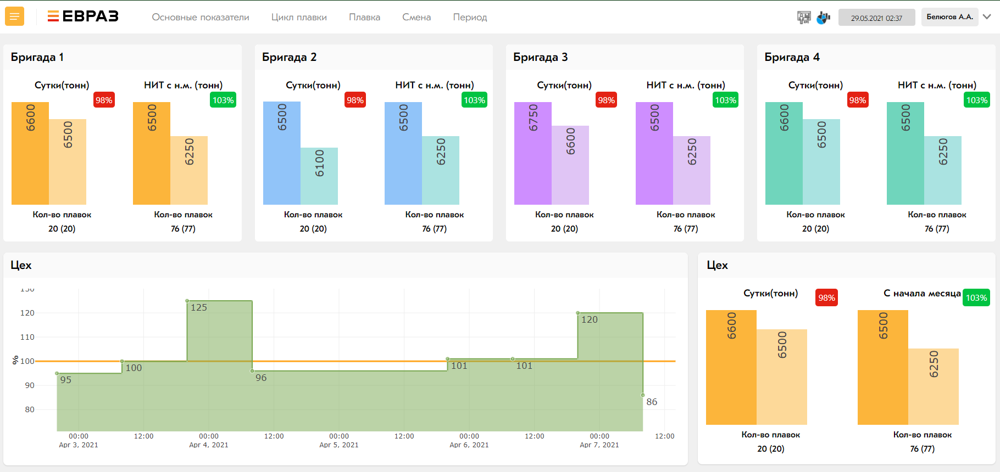 ЕВРАЗ
Основные показатели
Цикл плавки
Плавка
Смена
Период
29.05.2021 02:37
Белюгов А.А.
Бригада 1
Сутки(тонн)
98%
6600
6500
Кол-во плавок
20 (20)
НИТ с н.м. (тонн)
103%
6500
6250
Кол-во плавок
76 (77)
Бригада 2
Сутки(тонн)
98%
6500
6100
Кол-во плавок
20 (20)
НИТ с н.м. (тонн)
103%
6500
6250
Кол-во плавок
76 (77)
Бригада 3
Сутки(тонн)
98%
6750
6600
Кол-во плавок
20 (20)
НИТ с н.м. (тонн)
103%
6500
6250
Кол-во плавок
76 (77)
Бригада 4
Сутки(тонн)
98%
6600
6500
Кол-во плавок
20 (20)
НИТ с н.м. (тонн)
103%
6500
6250
Кол-во плавок
76 (77)
Цех
%
130
120
110
100
90
80
95
100
125
96
101
101
120
86
00:00
Apr 3, 2021
12:00
00:00
Apr 4, 2021
12:00
00:00
Apr 5, 2021
12:00
00:00
Apr 6, 2021
12:00
00:00
Apr 7, 2021
12:00
Цех
Сутки(тонн)
98%
6600
6500
Кол-во плавок
20 (20)
С начала месяца
103%
6500
6250
Кол-во плавок
76 (77)